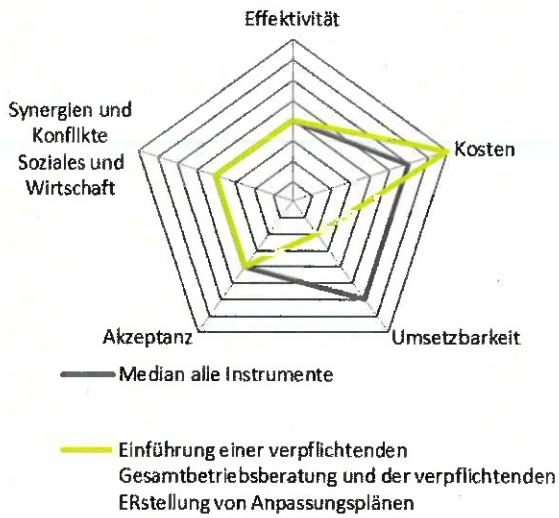 Effektivität
Synergien und
Konflikte
Soziales und
Wirtschaft
Kosten
Akzeptanz
Umsetzbarkeit
Median alle Instrumente
Einführung einer verpflichtenden
Gesamtbetriebsberatung und der verpflichtenden
ERstellung von Anpassungsplänen